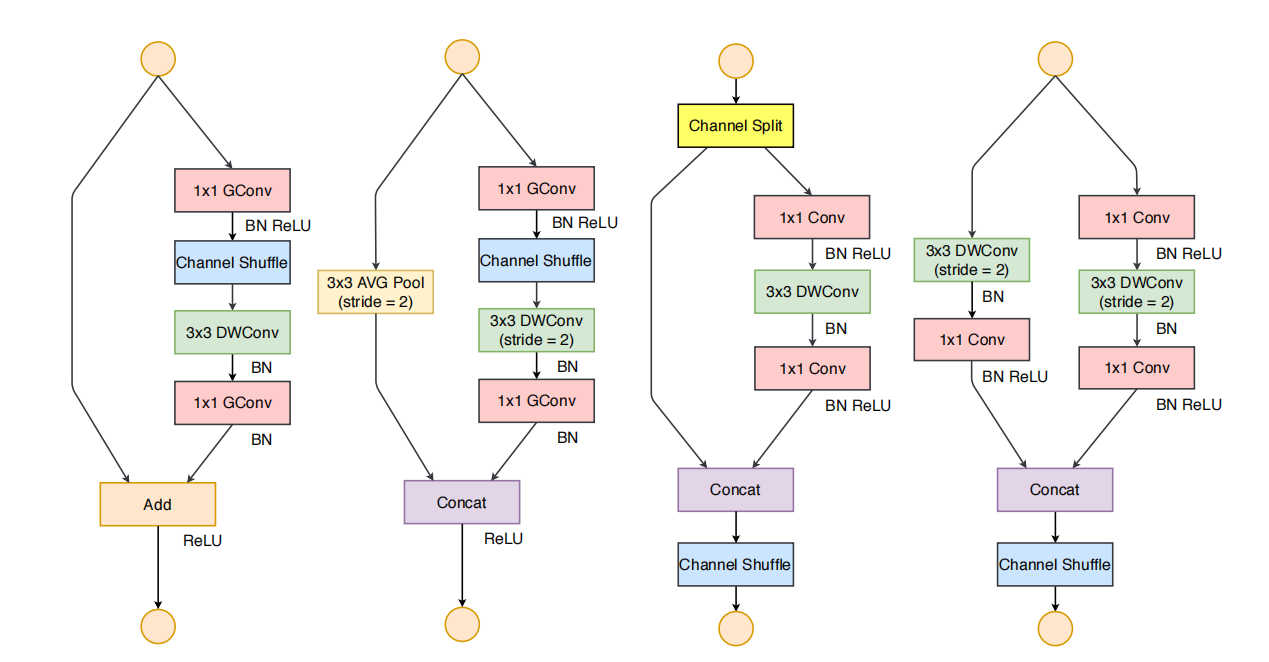 1x1 GConv
BN ReLU
Channel Shuffle
3x3 DWConv
BN
1x1 GConv
BN
Add
ReLU
1x1 GConv
BN ReLU
Channel Shuffle
3x3 AVG Pool
(stride = 2)
3x3 DWConv
(stride = 2)
BN
1x1 GConv
BN
Concat
ReLU
Channel Split
1x1 Conv
BN ReLU
3x3 DWConv
BN
1x1 Conv
BN ReLU
Concat
Channel Shuffle
3x3 DWConv
(stride = 2)
BN
1x1 Conv
BN ReLU
1x1 Conv
BN ReLU
3x3 DWConv
(stride = 2)
BN
1x1 Conv
BN ReLU
Concat
Channel Shuffle